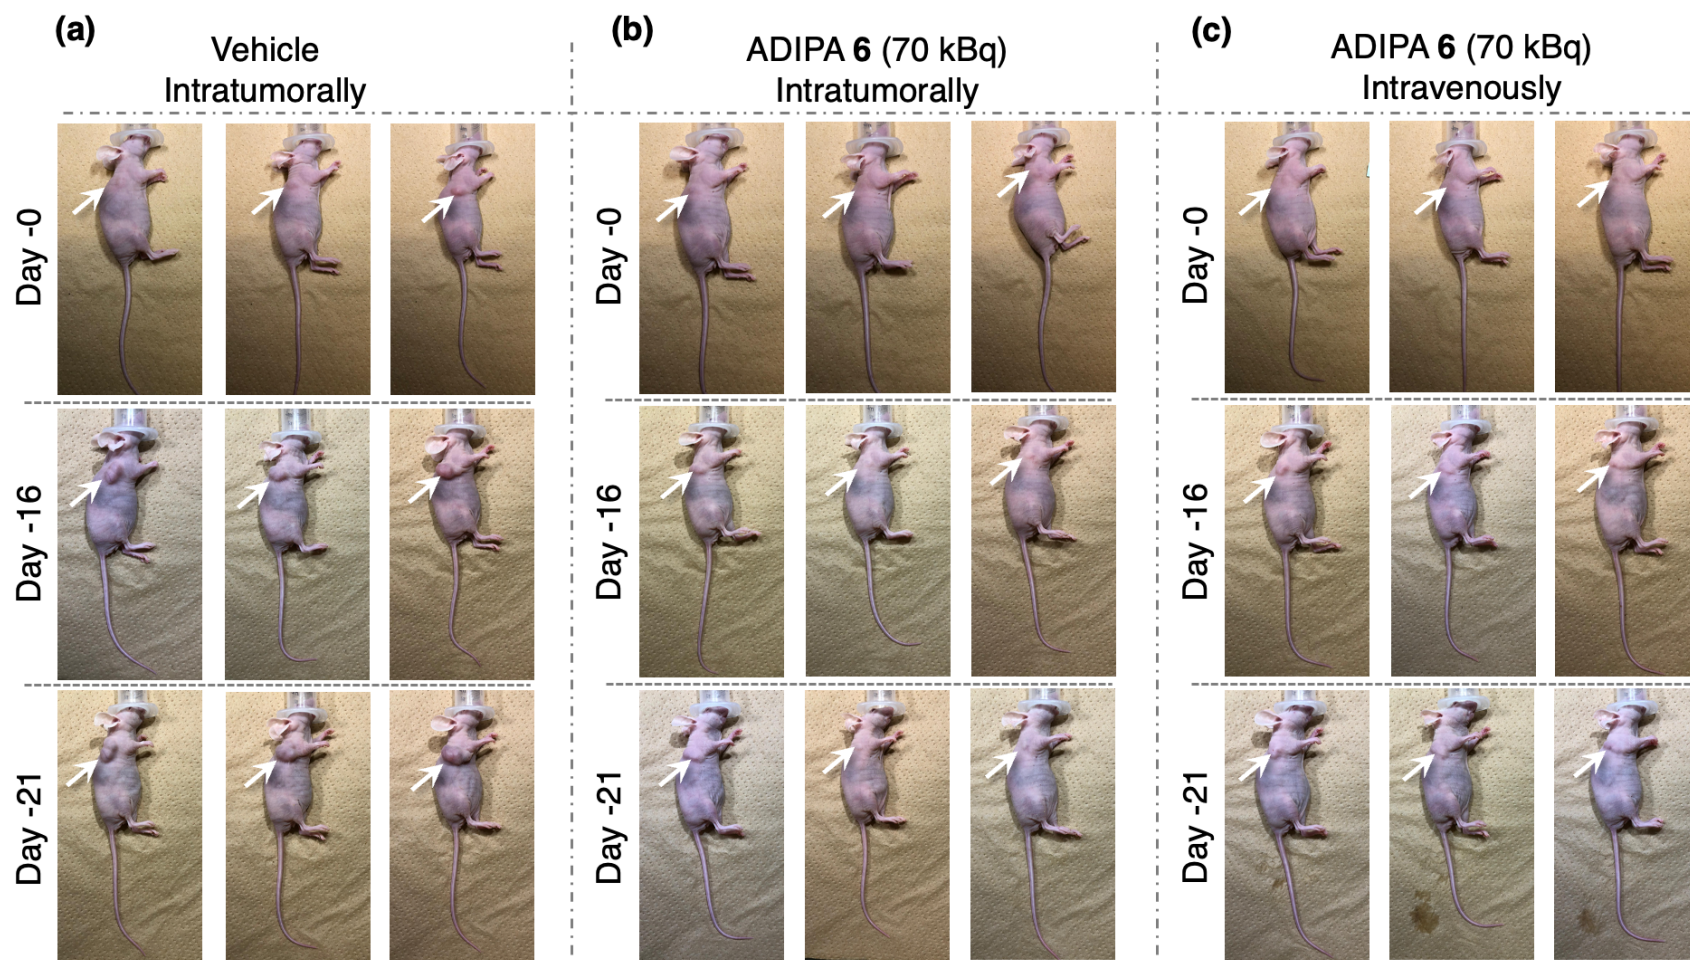 (a)
Vehicle
Intratumorally
(b)
ADIPA 6 (70 kBq)
Intratumorally
(c)
ADIPA 6 (70 kBq)
Intravenously
Day -0
Day -0
Day -0
Day -16
Day -16
Day -16
Day -21
Day -21
Day -21